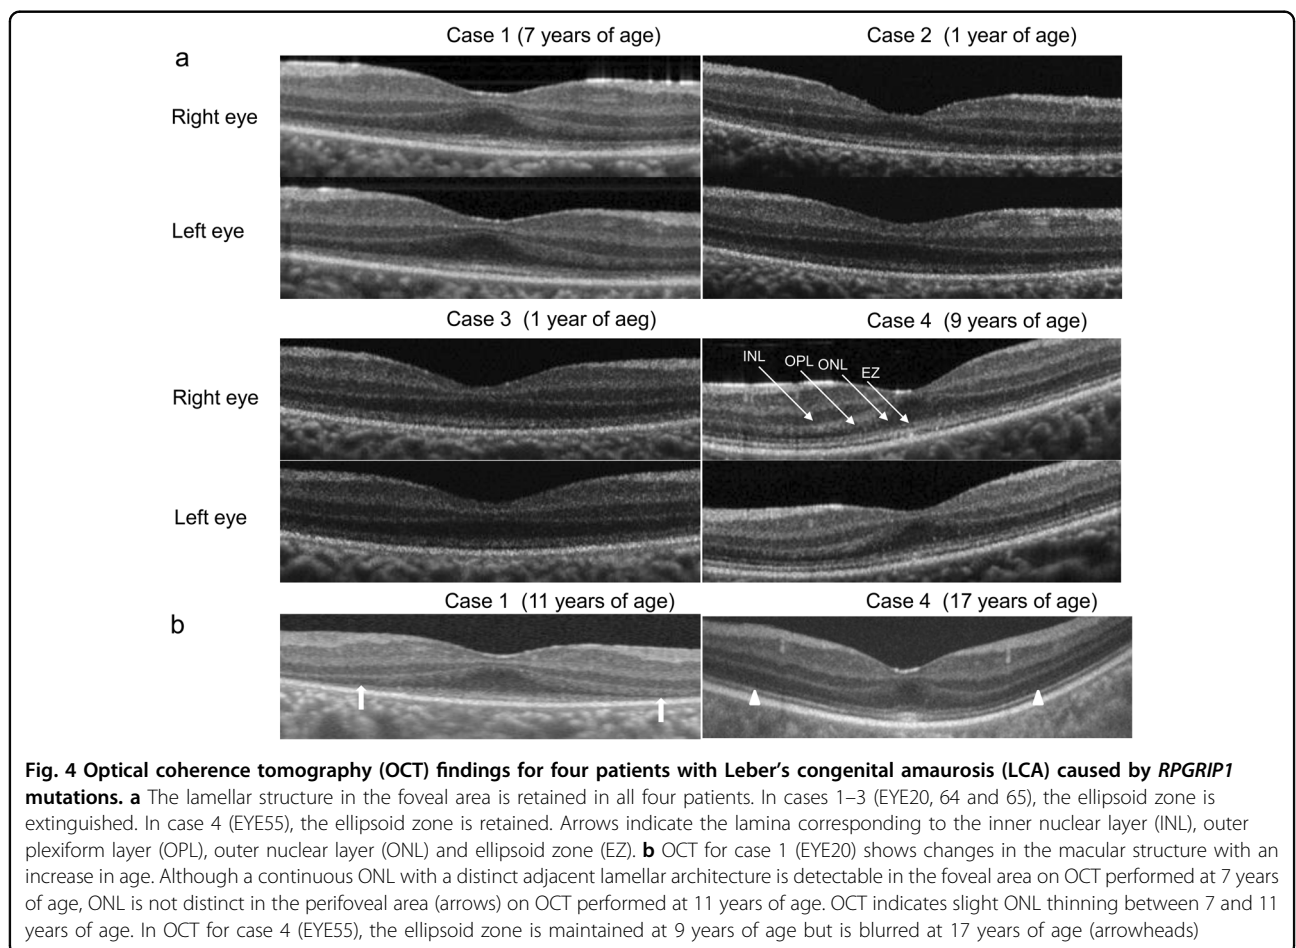 Case 1 (7 years of age)
Case 2 (1 year of age)
a
Right eye
Left eye
Case 3 (1 year of aeg)
Case 4 (9 years of age)
INL
OPL
ONL
EZ
Right eye
Left eye
Case 1 (11 years of age)
Case 4 (17 years of age)
b
Fig. 4 Optical coherence tomography (OCT) findings for four patients with Leber's congenital amaurosis (LCA) caused by RPGRIP1
mutations. a The lamellar structure in the foveal area is retained in all four patients. In cases 1–3 (EYE20, 64 and 65), the ellipsoid zone is
extinguished. In case 4 (EYE55), the ellipsoid zone is retained. Arrows indicate the lamina corresponding to the inner nuclear layer (INL), outer
plexiform layer (OPL), outer nuclear layer (ONL) and ellipsoid zone (EZ). b OCT for case 1 (EYE20) shows changes in the macular structure with an
increase in age. Although a continuous ONL with a distinct adjacent lamellar architecture is detectable in the foveal area on OCT performed at 7 years
of age, ONL is not distinct in the perifoveal area (arrows) on OCT performed at 11 years of age. OCT indicates slight ONL thinning between 7 and 11
years of age. In OCT for case 4 (EYE55), the ellipsoid zone is maintained at 9 years of age but is blurred at 17 years of age (arrowheads)